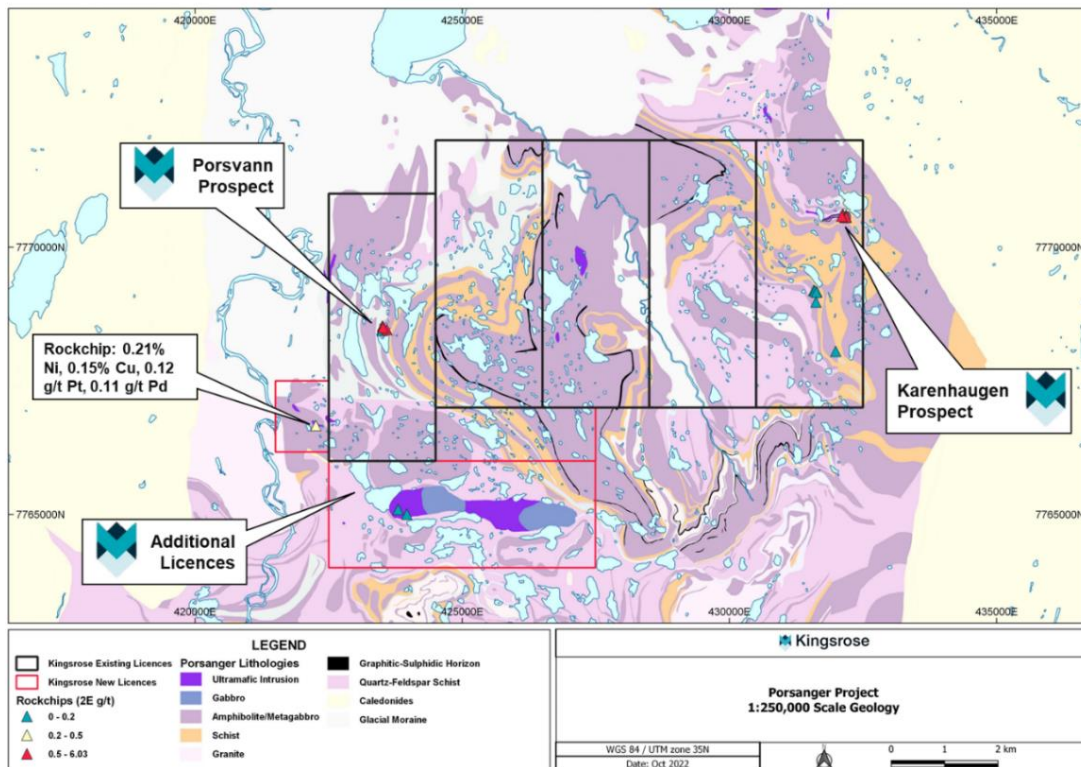 420000E
425000E
430000E
435000E
Porsvann
Prospect
7770000N
7770000N
Rockchip: 0.21%
Ni, 0.15% Cu, 0.12
g/t Pt, 0.11 g/t Pd
Karenhaugen
Prospect
7765000N
7765000N
Additional
Licences
420000E
425000E
430000E
435000E
LEGEND
Kingsrose Existing Licences
Kingsrose New Licences
Rockchips (2E g/t)
0 - 0.2
0.2 - 0.5
0.5 - 6.03
Porsanger Lithologies
Ultramafic Intrusion
Gabbro
Amphibolite/Metagabbro
Schist
Granite
Graphitic-Sulphidic Horizon
Quartz-Feldspar Schist
Caledonides
Glacial Moraine
Kingsrose
Porsanger Project
1:250,000 Scale Geology
WGS 84 / UTM zone 35N
Date: Oct 2022
0 1 2 km